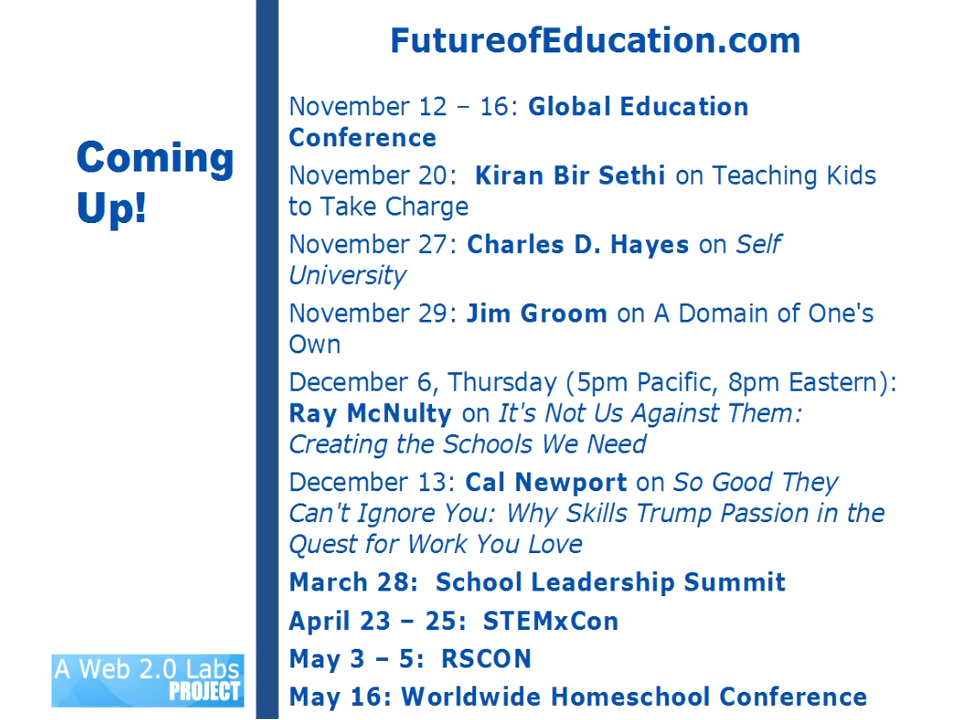 FutureofEducation.com
Coming
Up!
November 12 – 16: Global Education
Conference
November 20:  Kiran Bir Sethi on Teaching Kids
to Take Charge
November 27: Charles D. Hayes on Self
University
November 29: Jim Groom on A Domain of One's
Own
December 6, Thursday (5pm Pacific, 8pm Eastern):
Ray McNulty on It's Not Us Against Them:
Creating the Schools We Need
December 13: Cal Newport on So Good They
Can't Ignore You: Why Skills Trump Passion in the
Quest for Work You Love
March 28:  School Leadership Summit
April 23 – 25:  STEMxCon
May 3 – 5:  RSCON
May 16: Worldwide Homeschool Conference
A Web 2.0 Labs
PROJECT